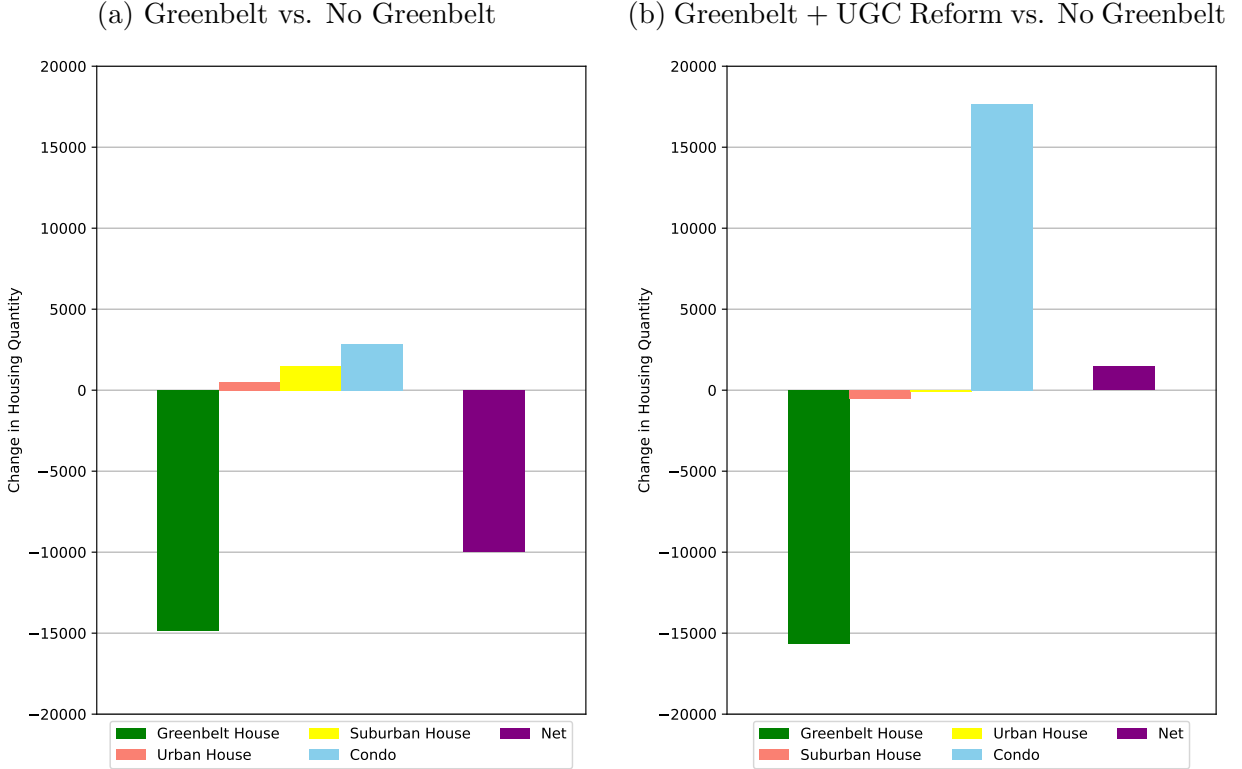 (a) Greenbelt vs. No Greenbelt
(b) Greenbelt + UGC Reform vs. No Greenbelt
Change in Housing Quantity
20000
15000
10000
5000
0
−5000
−10000
−15000
−20000
Greenbelt House
Suburban House
Net
Urban House
Condo
Change in Housing Quantity
20000
15000
10000
5000
0
−5000
−10000
−15000
−20000
Greenbelt House
Urban House
Net
Suburban House
Condo